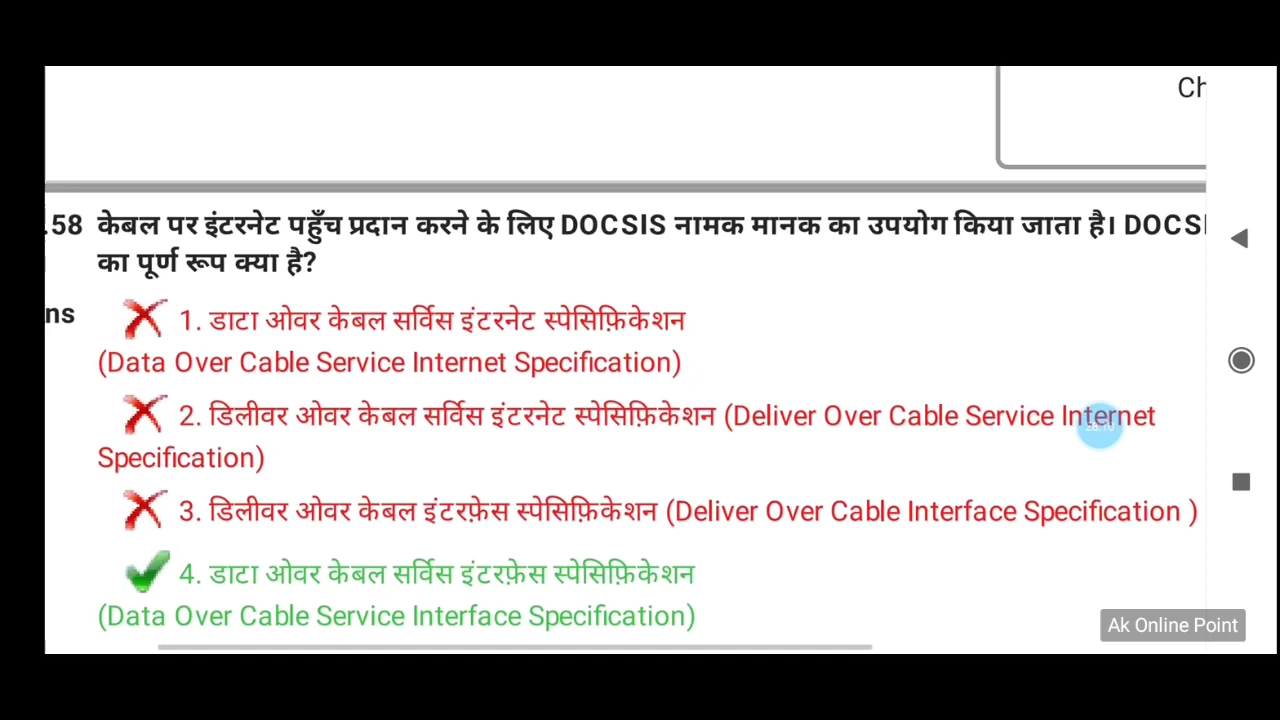 Ch
.58 केबल पर इंटरनेट पहुँच प्रदान करने के लिए DOCSIS नामक मानक का उपयोग किया जाता है। DOCSI
का पूर्ण रूप क्या है?
ns
1. डाटा ओवर केबल सर्विस इंटरनेट स्पेसिफ़िकेशन
(Data Over Cable Service Internet Specification)
2. डिलीवर ओवर केबल सर्विस इंटरनेट स्पेसिफ़िकेशन (Deliver Over Cable Service Internet
Specification)
3. डिलीवर ओवर केबल इंटरफ़ेस स्पेसिफ़िकेशन (Deliver Over Cable Interface Specification )
4. डाटा ओवर केबल सर्विस इंटरफ़ेस स्पेसिफ़िकेशन
(Data Over Cable Service Interface Specification)
Ak Online Point